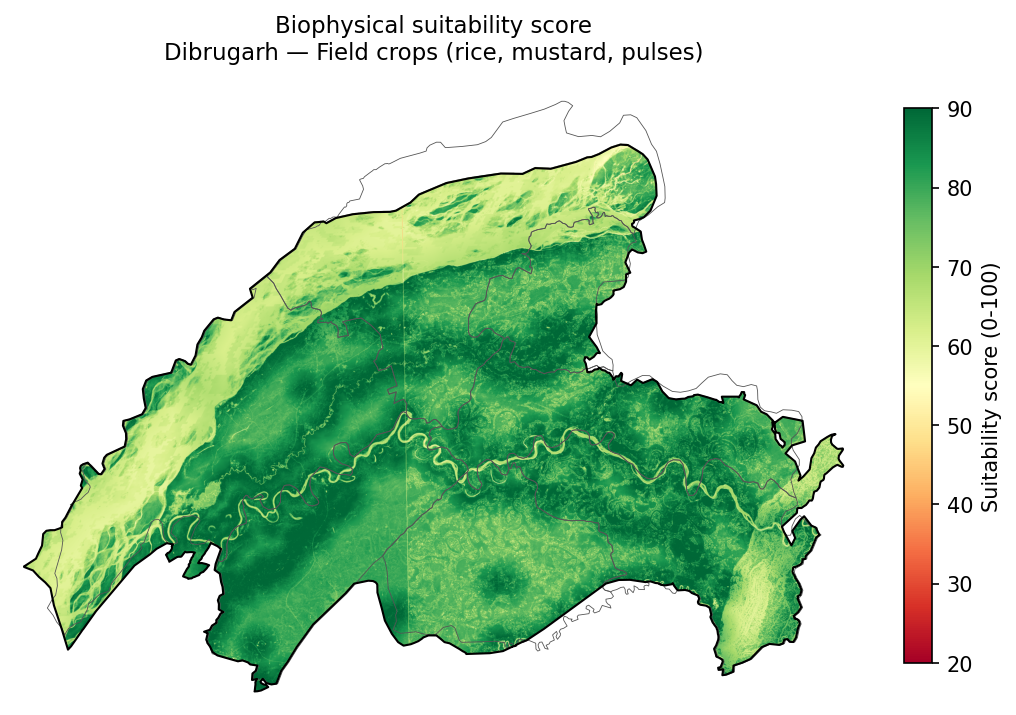 Biophysical suitability score
Dibrugarh — Field crops (rice, mustard, pulses)
90
80
70
60
50
40
30
20
Suitability score (0-100)